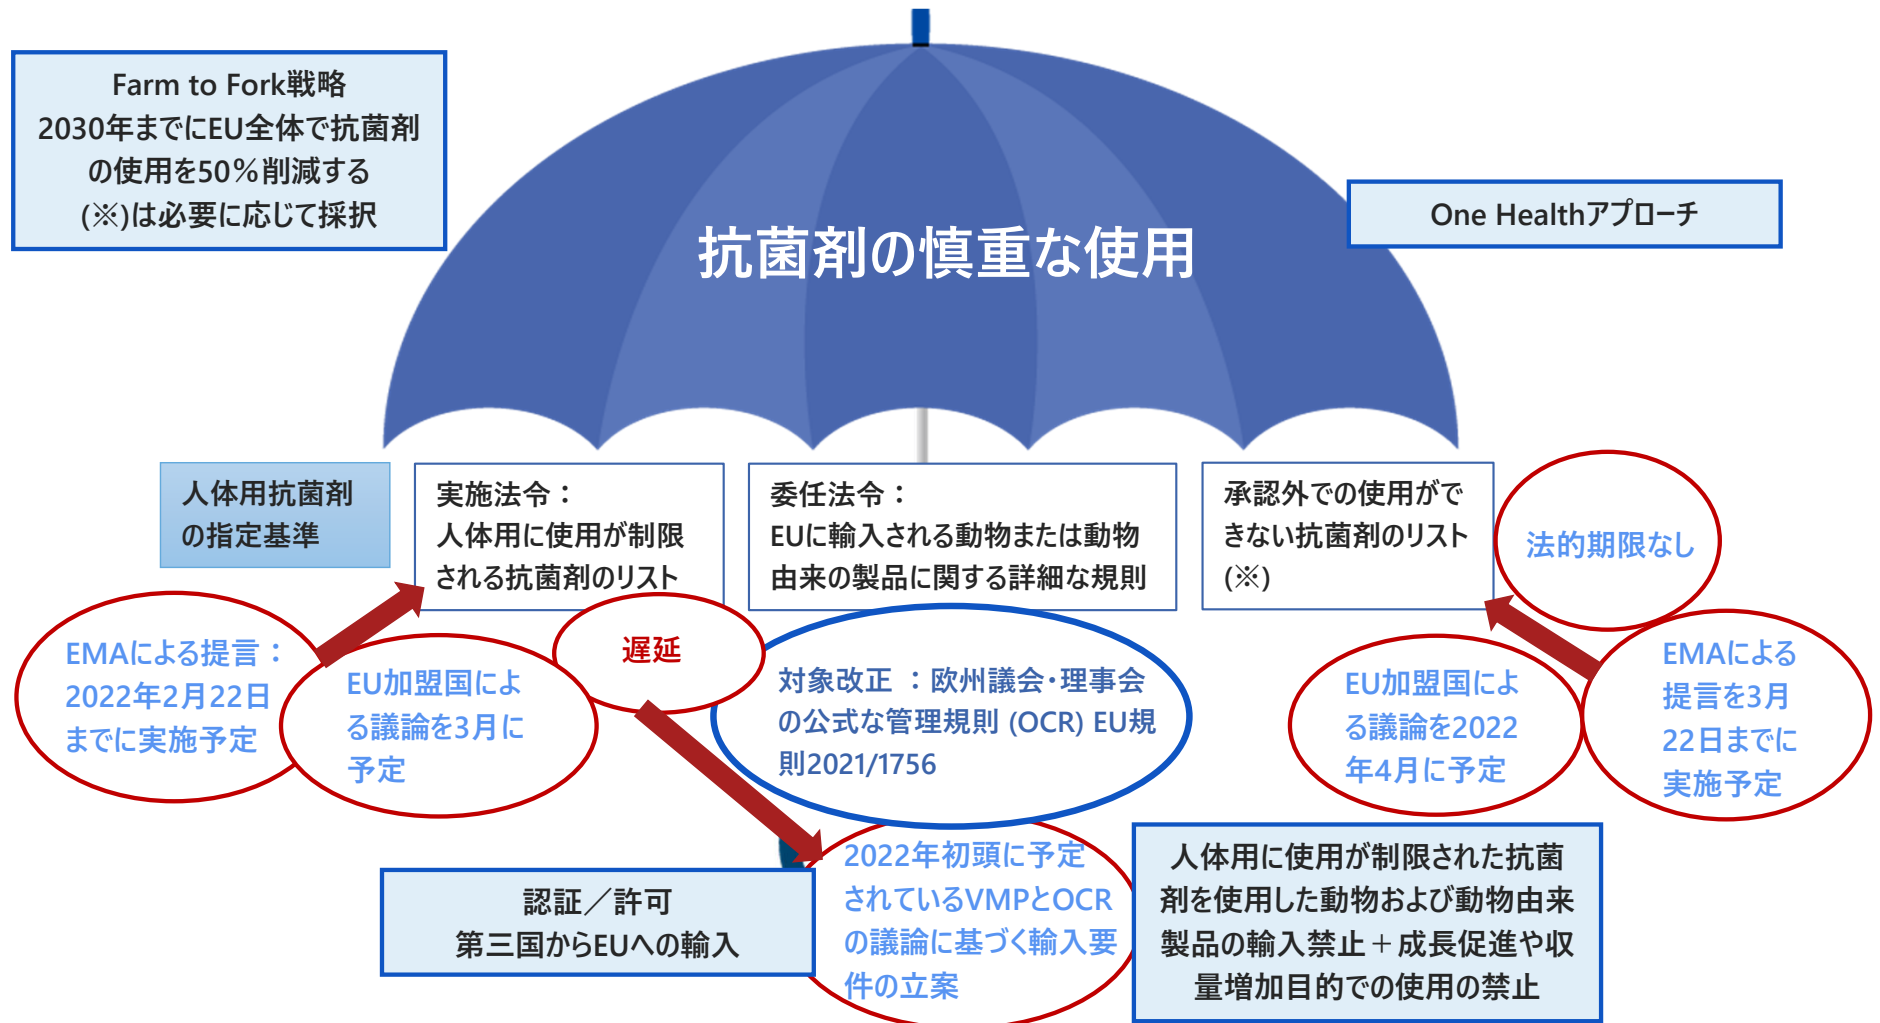 Farm to Fork戦略
2030年までにEU全体で抗菌剤
の使用を50%削減する
(※)は必要に応じて採択
One Healthアプローチ
抗菌剤の慎重な使用
人体用抗菌剤
の指定基準
実施法令：
人体用に使用が制限
される抗菌剤のリスト
委任法令：
EUに輸入される動物または動物
由来の製品に関する詳細な規則
承認外での使用がで
きない抗菌剤のリスト
(※)
法的期限なし
EMAによる提言：
2022年2月22日
までに実施予定
EU加盟国によ
る議論を3月に
予定
遅延
対象改正 ：欧州議会・理事会
の公式な管理規則 (OCR) EU規
則2021/1756
EU加盟国によ
る議論を2022
年4月に予定
EMAによる
提言を3月
22日までに
実施予定
認証／許可
第三国からEUへの輸入
2022年初頭に予定
されているVMPとOCR
の議論に基づく輸入要
件の立案
人体用に使用が制限された抗菌
剤を使用した動物および動物由来
製品の輸入禁止＋成長促進や収
量増加目的での使用の禁止